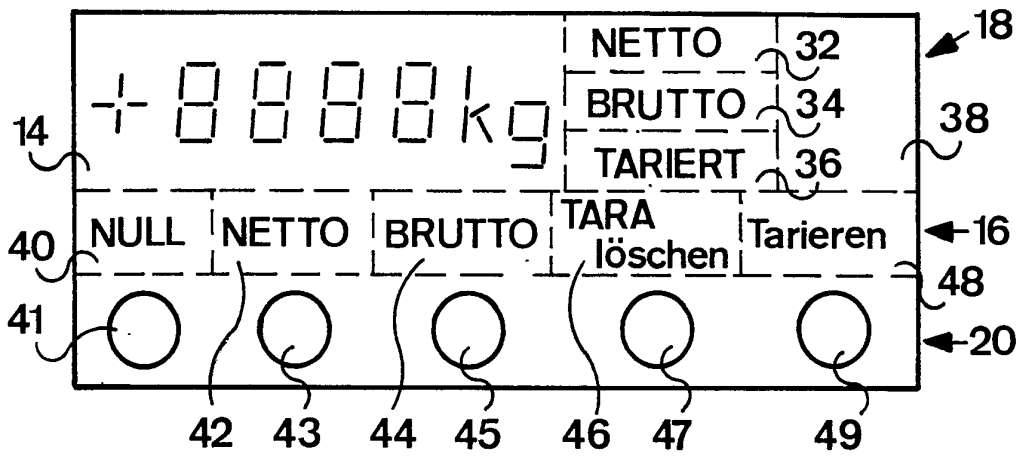 NETTO 32 18
+8888kg BRUTTO 34 38
14 TARIERT 36
NULL NETTO BRUTTO TARA löschen Tarieren 16
40 48
41 20
42 43 44 45 46 47 49